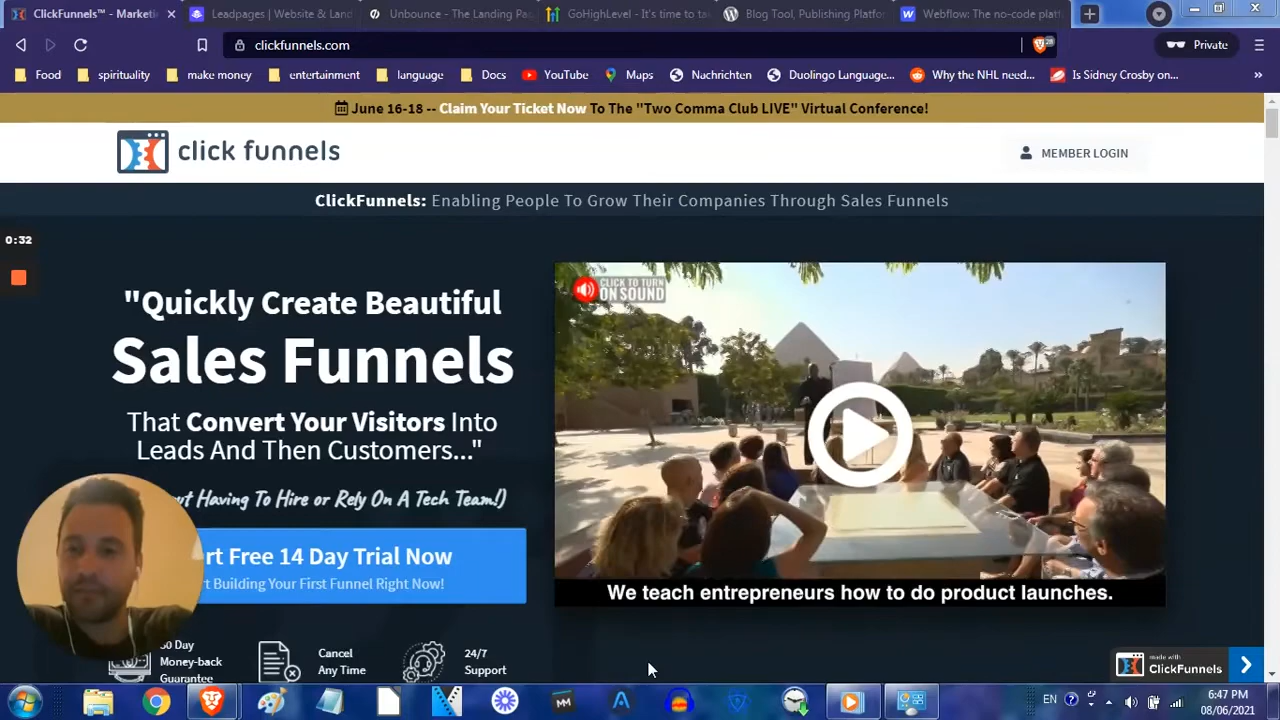 ClickFunnels™ - Market
Leadpages | Website & Land
Unbounce - The Landing Pa
GoHighLevel - It's time to ta
Blog Tool, Publishing Platfo
Webflow: The no-code platf
clickfunnels.com
28
Private
Food
spirituality
make money
entertainment
language
Docs
YouTube
Maps
Nachrichten
Duolingo Language...
Why the NHL need...
Is Sidney Crosby on...
June 16-18 -- Claim Your Ticket Now To The "Two Comma Club LIVE" Virtual Conference!
click funnels
MEMBER LOGIN
ClickFunnels: Enabling People To Grow Their Companies Through Sales Funnels
0:32
"Quickly Create Beautiful
Sales Funnels
That Convert Your Visitors Into
Leads And Then Customers..."
Having To Hire or Rely On A Tech Team!)
rt Free 14 Day Trial Now
t Building Your First Funnel Right Now!
Day
Money-back
Guarantee
Cancel
Any Time
24/7
Support
CLICK TO TURN
ON SOUND
We teach entrepreneurs how to do product launches.
made with
ClickFunnels
EN
6:47 PM
08/06/2021